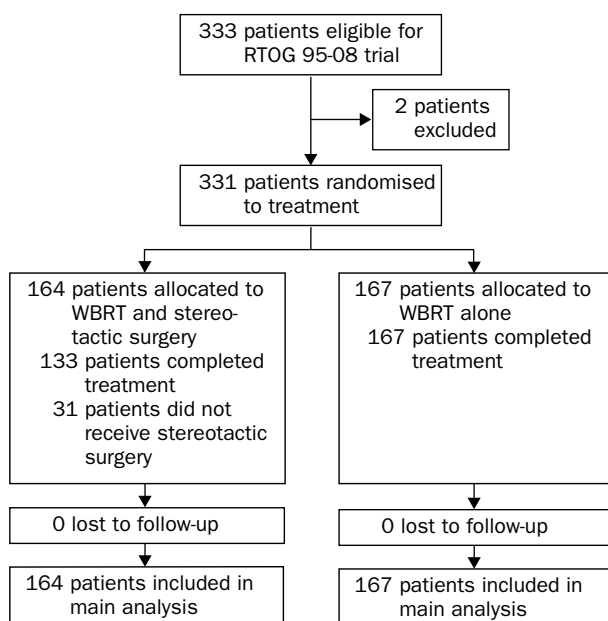 333 patients eligible for
RTOG 95-08 trial
2 patients
excluded
331 patients randomised
to treatment
164 patients allocated to
WBRT and stereo-
tactic surgery
133 patients completed
treatment
31 patients did not
receive stereotactic
surgery
167 patients allocated to
WBRT alone
167 patients completed
treatment
0 lost to follow-up
0 lost to follow-up
164 patients included in
main analysis
167 patients included in
main analysis